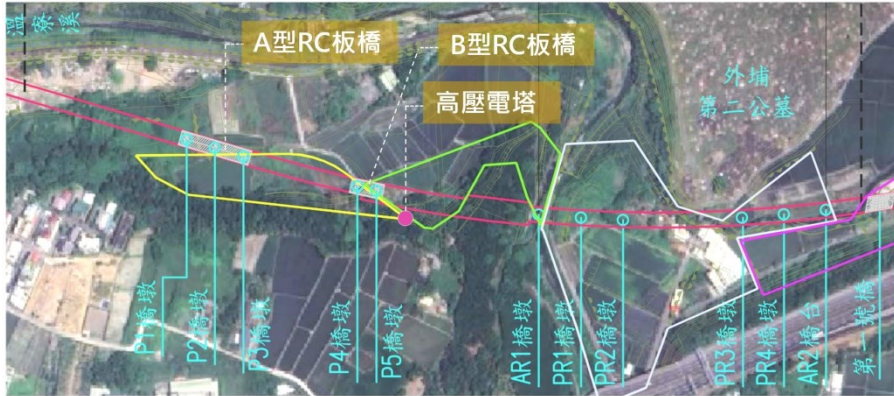 溫寮溪
A型RC板橋
B型RC板橋
高壓電塔
外埔
第二公墓
P1橋墩
P2橋墩
P3橋墩
P4橋墩
P5橋墩
AR1橋墩
PR1橋墩
PR2橋墩
PR3橋墩
PR4橋墩
AR2橋台
第一號橋